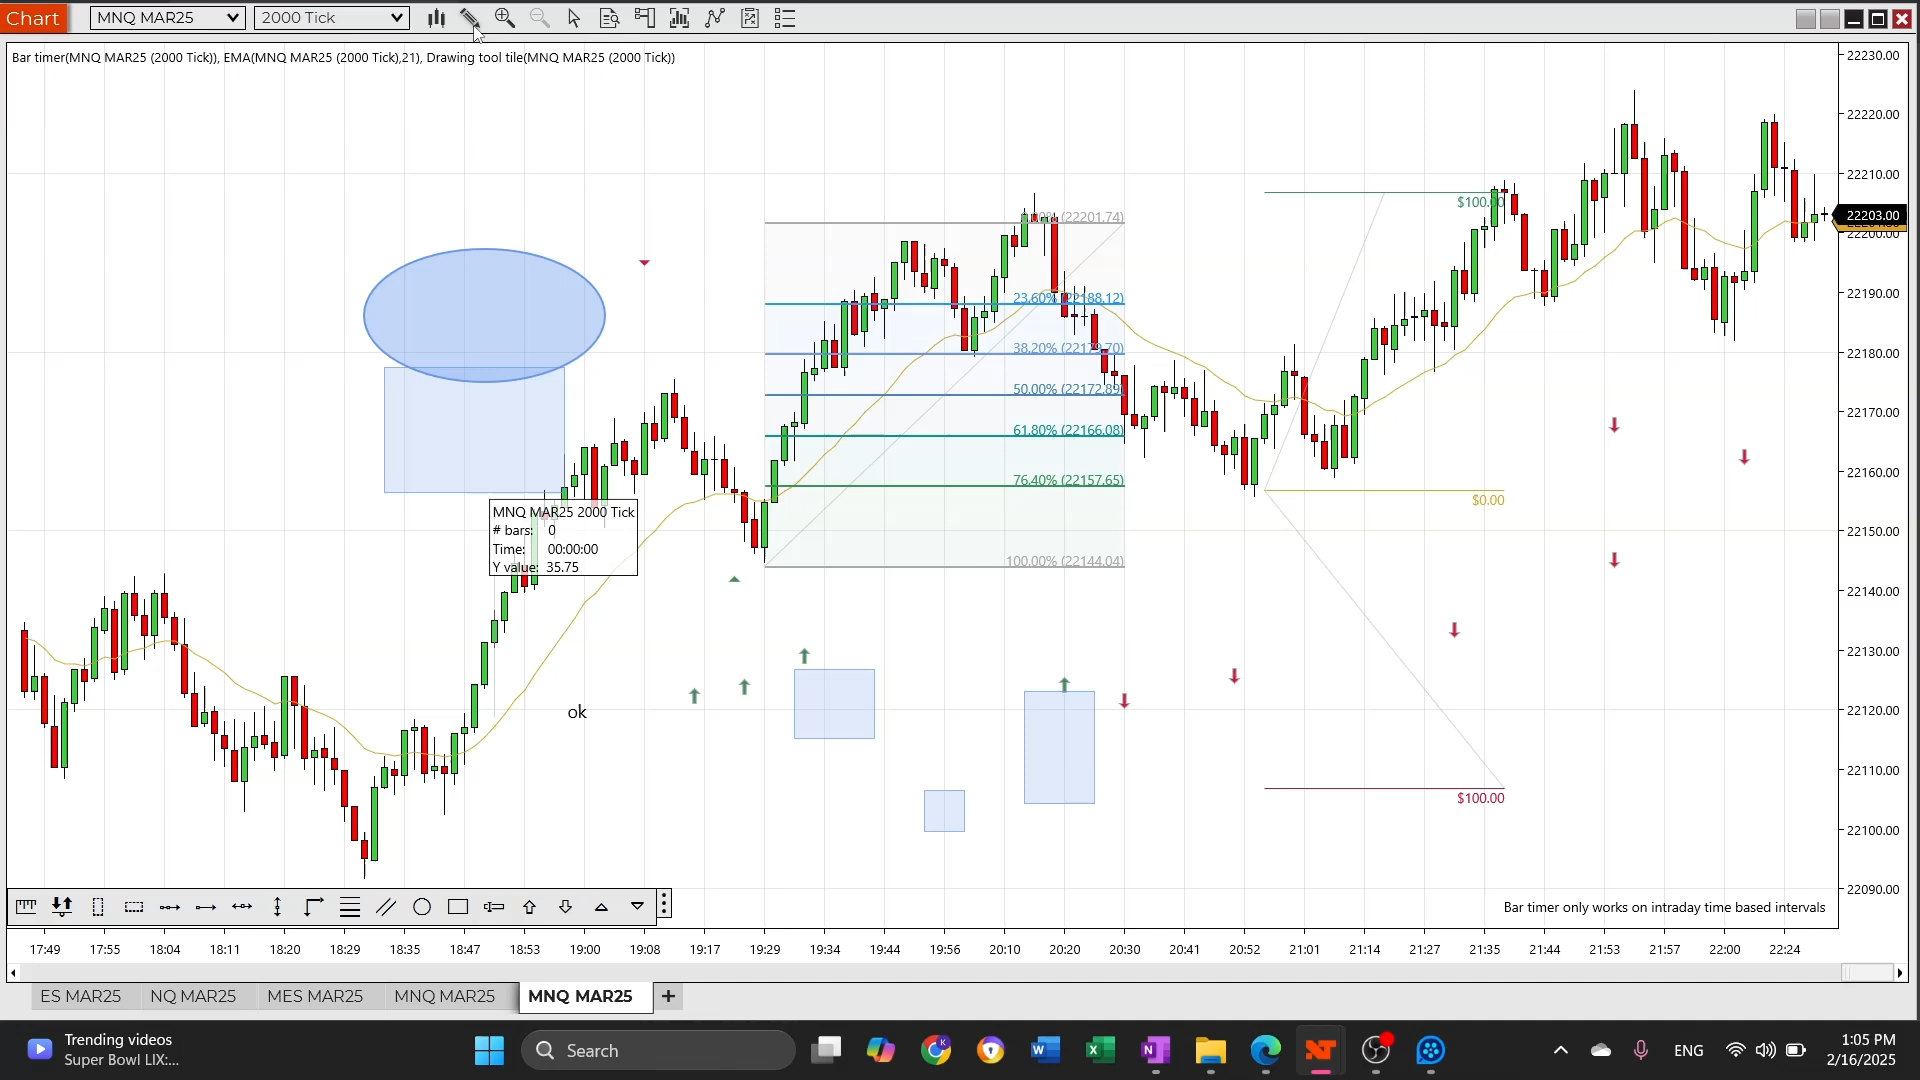 Chart MNQ MAR25 2000 Tick
Bar timer(MNQ MAR25 (2000 Tick)), EMA(MNQ MAR25 (2000 Tick),21), Drawing tool tile(MNQ MAR25 (2000 Tick))
22230.00
22220.00
22210.00
22203.00
22200.00
22190.00
22180.00
22170.00
22160.00
22150.00
22140.00
22130.00
22120.00
22110.00
22100.00
22090.00
(22201.74)
23.60% (22188.12)
38.20% (22179.70)
50.00% (22172.89)
61.80% (22166.08)
76.40% (22157.65)
100.00% (22144.04)
$100.00
$0.00
$100.00
MNQ MAR25 2000 Tick
# bars: 0
Time: 00:00:00
Y value: 35.75
ok
Bar timer only works on intraday time based intervals
17:49 17:55 18:04 18:11 18:20 18:29 18:35 18:47 18:53 19:00 19:08 19:17 19:29 19:34 19:44 19:56 20:10 20:20 20:30 20:41 20:52 21:01 21:14 21:27 21:35 21:44 21:53 21:57 22:00 22:24
ES MAR25 NQ MAR25 MES MAR25 MNQ MAR25 MNQ MAR25 +
Trending videos
Super Bowl LIX:...
Search
ENG
1:05 PM
2/16/2025